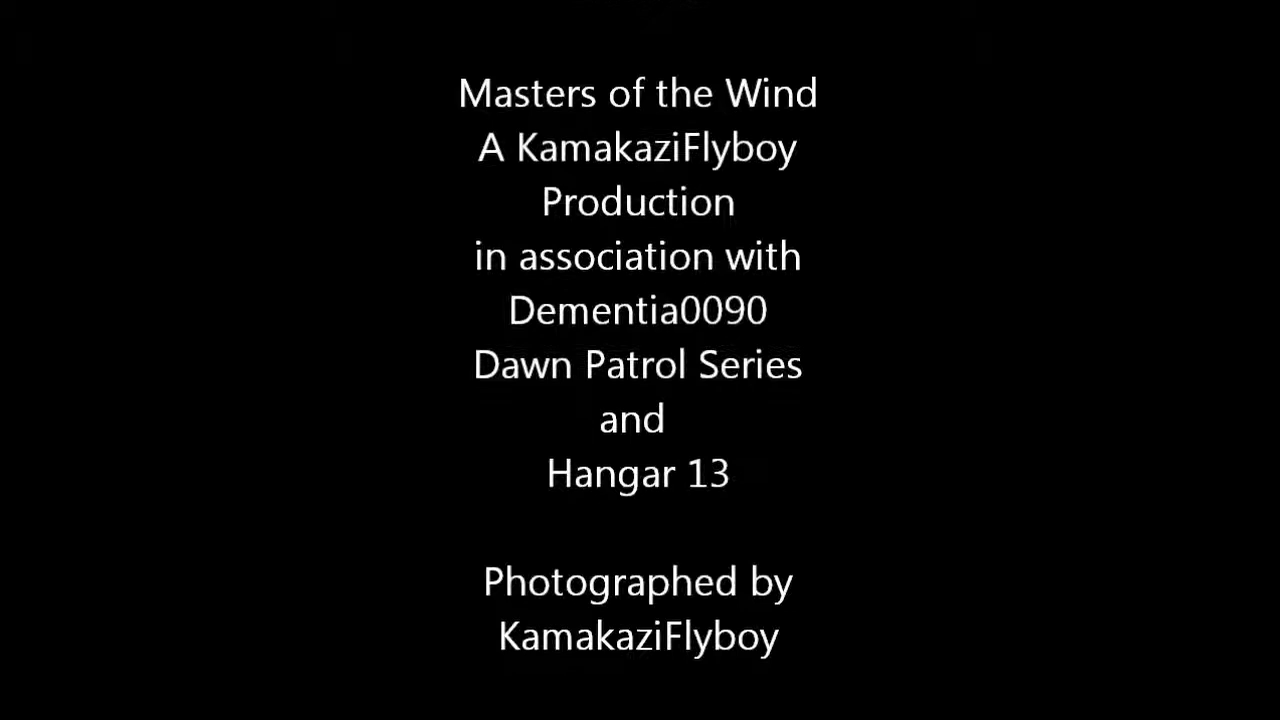 Masters of the Wind
A KamakaziFlyboy
Production
in association with
Dementia0090
Dawn Patrol Series
and
Hangar 13
Photographed by
KamakaziFlyboy